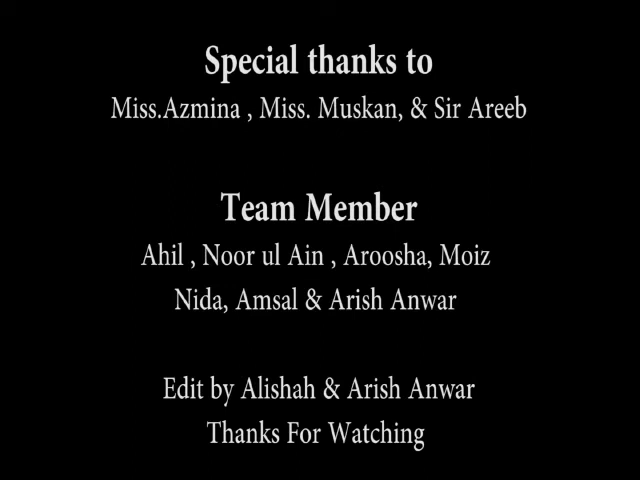 Special thanks to
Miss.Azmina , Miss. Muskan, & Sir Areeb
Team Member
Ahil , Noor ul Ain , Aroosha, Moiz
Nida, Amsal & Arish Anwar
Edit by Alishah & Arish Anwar
Thanks For Watching